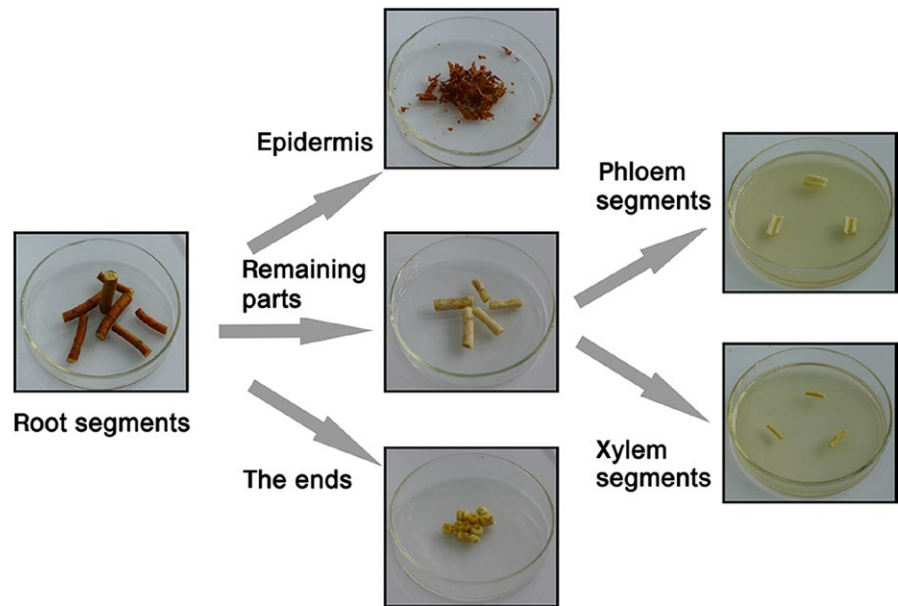 Epidermis
Phloem
segments
Remaining
parts
Root segments
The ends
Xylem
segments